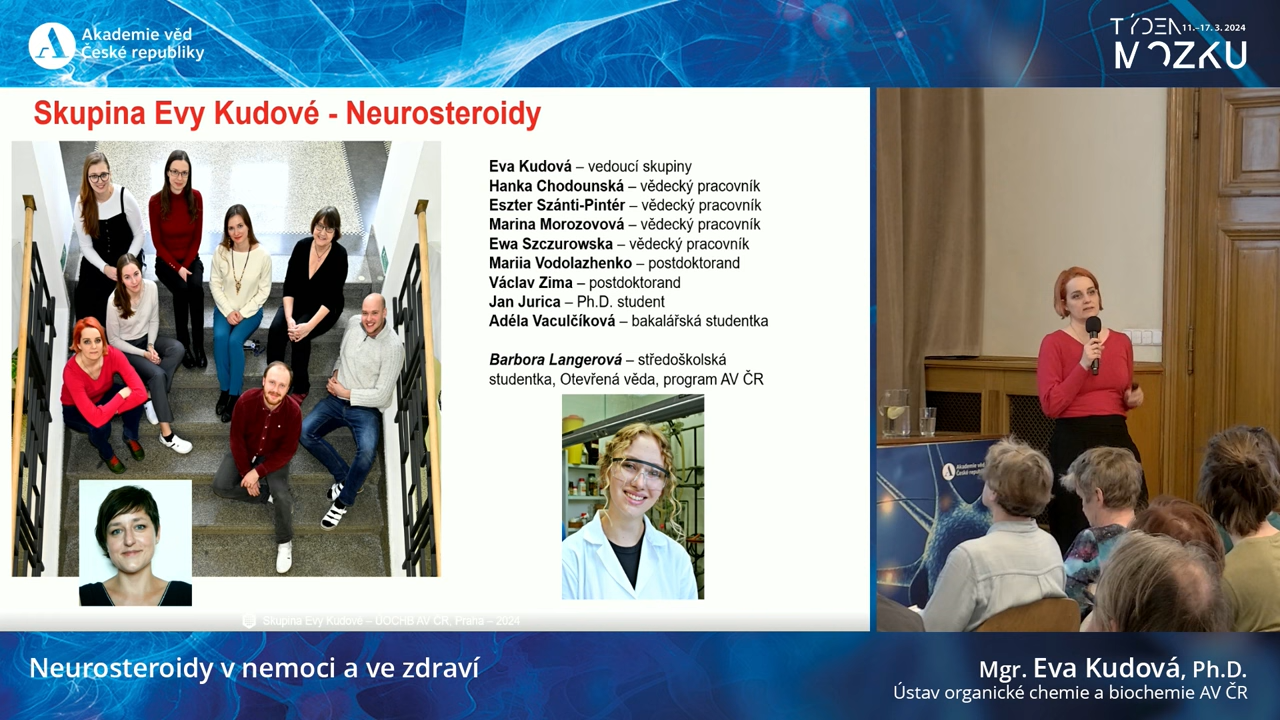 Akademie věd
České republiky
TÝDEN 11.–17. 3. 2024
MOZKU
Skupina Evy Kudové - Neurosteroidy
Eva Kudová – vedoucí skupiny
Hanka Chodounská – vědecký pracovník
Eszter Szánti-Pintér – vědecký pracovník
Marina Morozovová – vědecký pracovník
Ewa Szczurowska – vědecký pracovník
Mariia Vodolazhenko – postdoktorand
Václav Zima – postdoktorand
Jan Jurica – Ph.D. student
Adéla Vaculčíková – bakalářská studentka
Barbora Langerová – středoškolská
studentka, Otevřená věda, program AV ČR
Skupina Evy Kudové – ÚOCHB AV ČR, Praha – 2024
Akademie věd
České republiky
Neurosteroidy v nemoci a ve zdraví
Mgr. Eva Kudová, Ph.D.
Ústav organické chemie a biochemie AV ČR